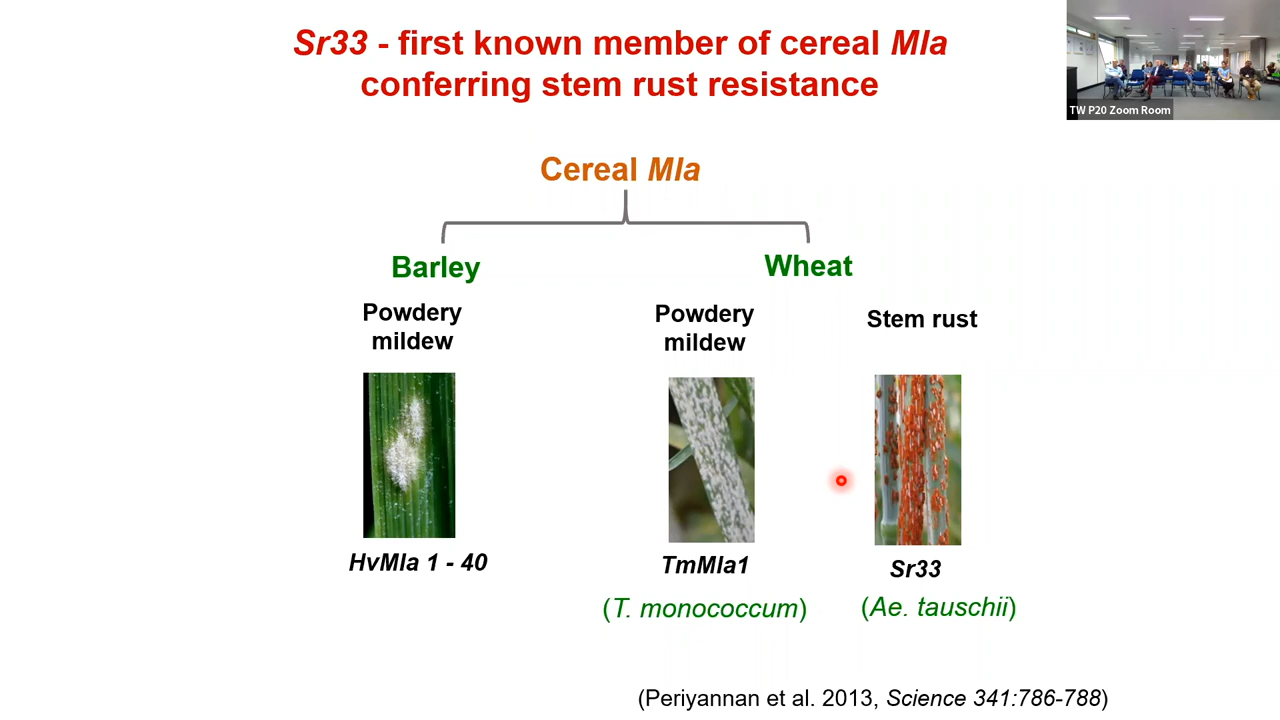 Sr33 - first known member of cereal Mla
conferring stem rust resistance
TW P20 Zoom Room
Cereal Mla
Barley
Wheat
Powdery
mildew
Powdery
mildew
Stem rust
HvMla 1 - 40
TmMla1
Sr33
(T. monococcum)
(Ae. tauschii)
(Periyannan et al. 2013, Science 341:786-788)